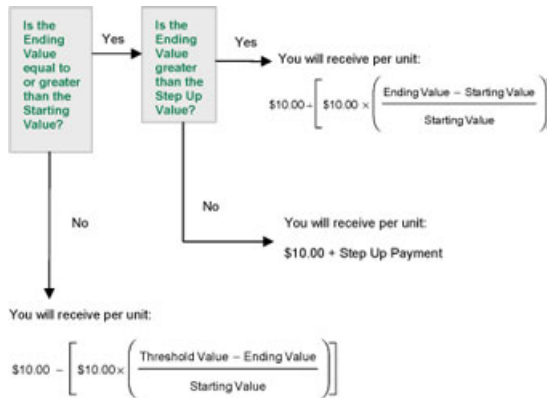 Is the
Ending
Value
equal to
or greater
than the
Starting
Value?
Yes
Is the
Ending
Value
greater
than the
Step Up
Value?
Yes
You will receive per unit:
$10.00 + [ $10.00 × ( Ending Value – Starting Value
Starting Value )
No
You will receive per unit:
$10.00 + Step Up Payment
No
You will receive per unit:
$10.00 – [ $10.00 × ( Threshold Value – Ending Value
Starting Value ) ]